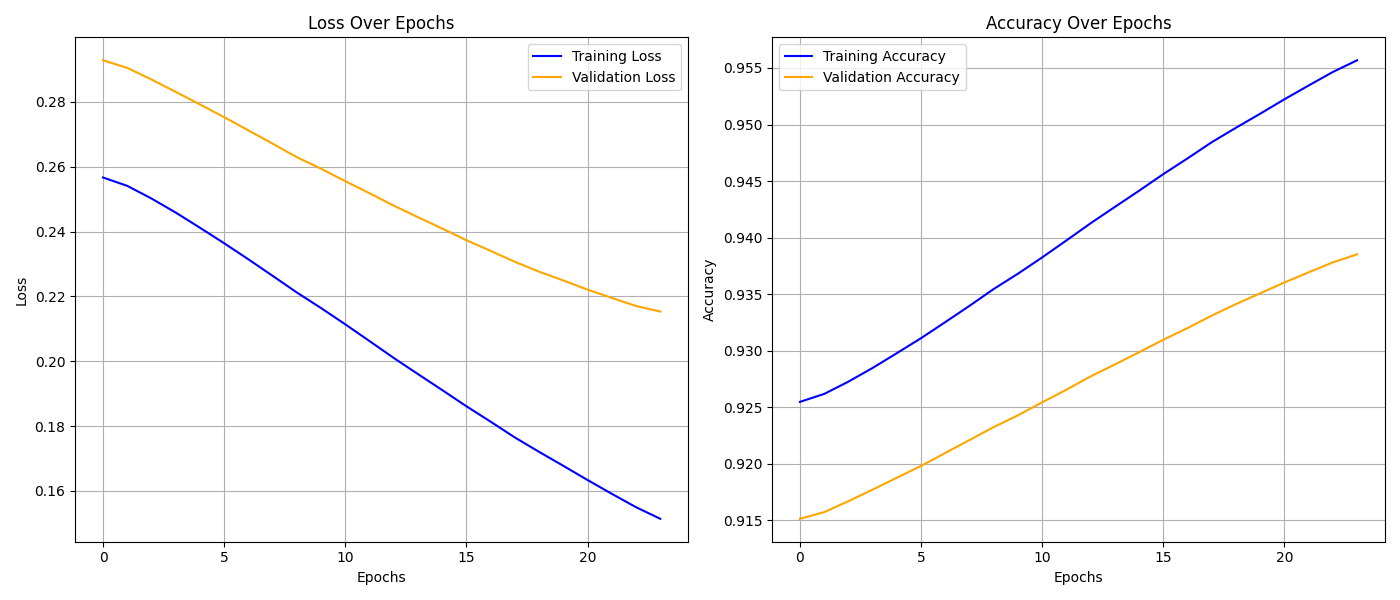 Loss Over Epochs
Training Loss
Validation Loss
0.28
0.26
0.24
0.22
0.20
0.18
0.16
Loss
0 5 10 15 20
Epochs
Accuracy Over Epochs
Training Accuracy
Validation Accuracy
0.955
0.950
0.945
0.940
0.935
0.930
0.925
0.920
0.915
Accuracy
0 5 10 15 20
Epochs